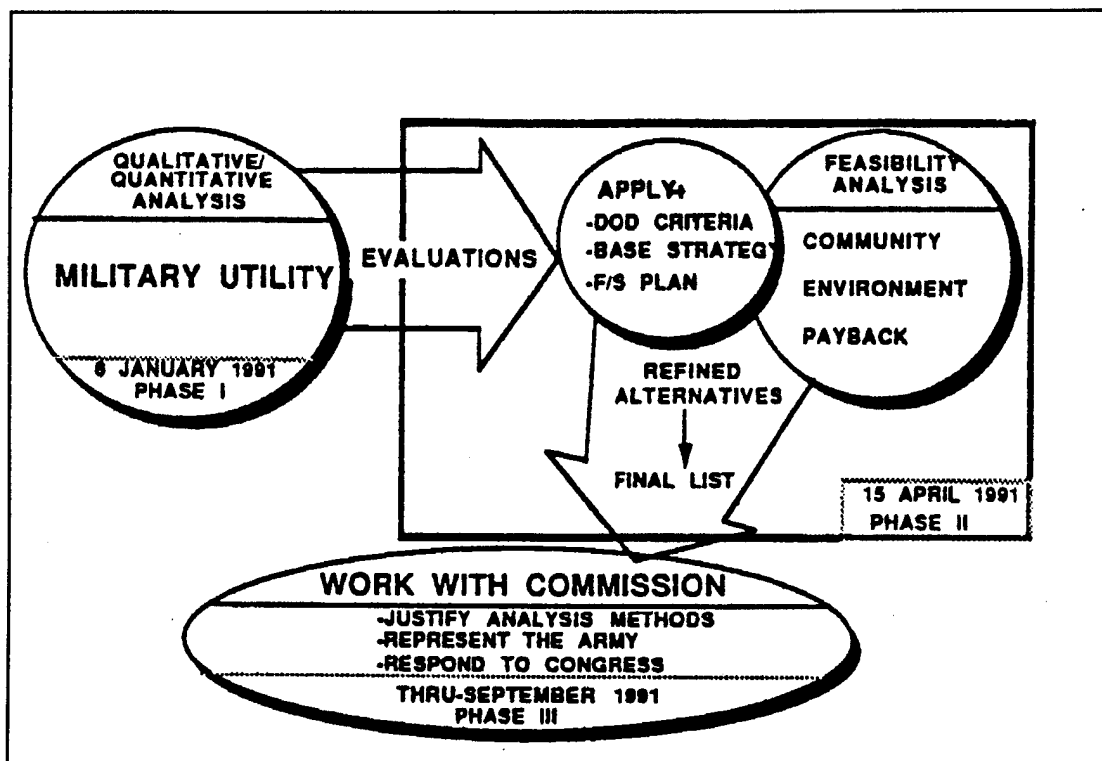 QUALITATIVE/
QUANTITATIVE
ANALYSIS
MILITARY UTILITY
6 JANUARY 1991
PHASE I
EVALUATIONS
APPLY+
-DOD CRITERIA
-BASE STRATEGY
-F/S PLAN
FEASIBILITY
ANALYSIS
COMMUNITY
ENVIRONMENT
PAYBACK
REFINED
ALTERNATIVES
FINAL LIST
15 APRIL 1991
PHASE II
WORK WITH COMMISSION
-JUSTIFY ANALYSIS METHODS
-REPRESENT THE ARMY
-RESPOND TO CONGRESS
THRU-SEPTEMBER 1991
PHASE III